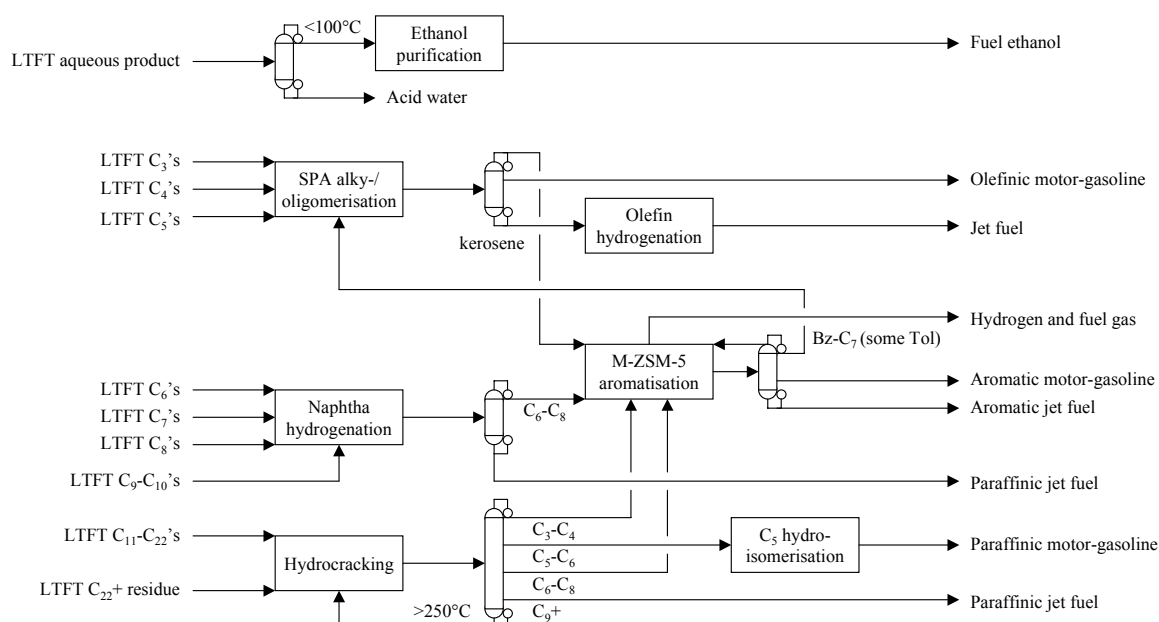 <100°C
Ethanol
purification
Fuel ethanol
LTFT aqueous product
Acid water
LTFT C₃'s
LTFT C₄'s
LTFT C₅'s
SPA alky-/
oligomerisation
Olefinic motor-gasoline
kerosene
Olefin
hydrogenation
Jet fuel
Hydrogen and fuel gas
Bz-C₇ (some Tol)
M-ZSM-5
aromatisation
Aromatic motor-gasoline
Aromatic jet fuel
LTFT C₆'s
LTFT C₇'s
LTFT C₈'s
LTFT C₉-C₁₀'s
Naphtha
hydrogenation
C₆-C₈
Paraffinic jet fuel
LTFT C₁₁-C₂₂'s
LTFT C₂₂+ residue
Hydrocracking
>250°C
C₃-C₄
C₅-C₆
C₆-C₈
C₉+
C₅ hydro-
isomerisation
Paraffinic motor-gasoline
Paraffinic jet fuel